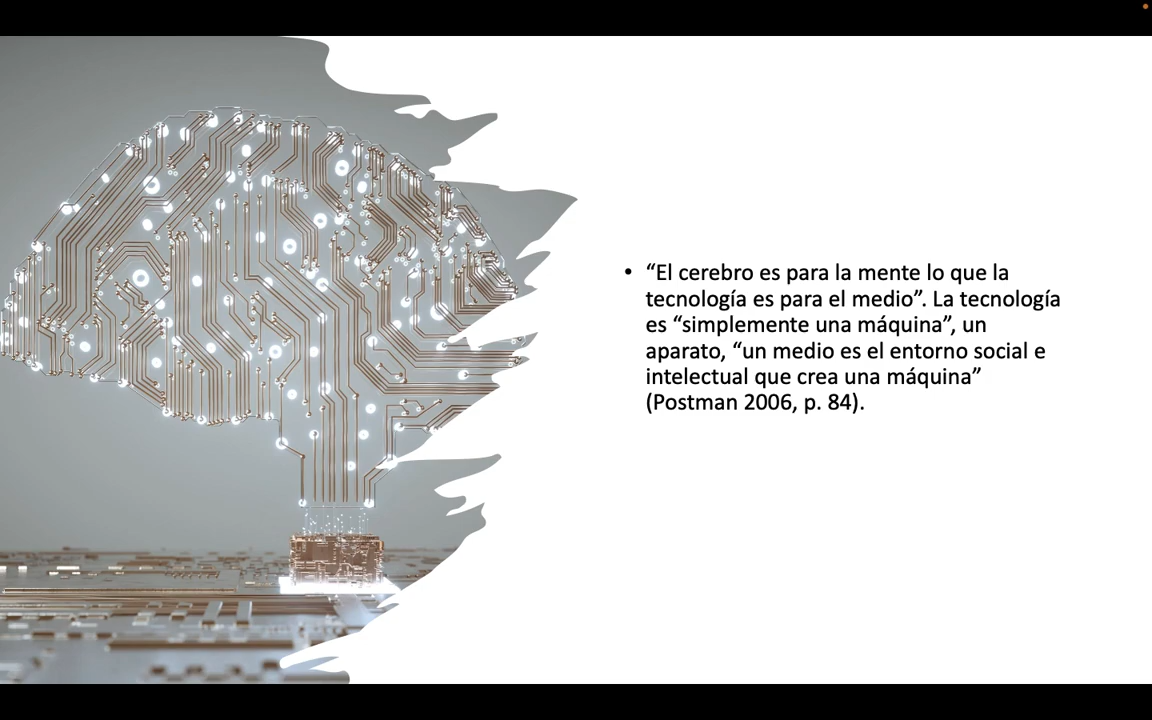 • “El cerebro es para la mente lo que la
tecnología es para el medio”. La tecnología
es “simplemente una máquina”, un
aparato, “un medio es el entorno social e
intelectual que crea una máquina”
(Postman 2006, p. 84).